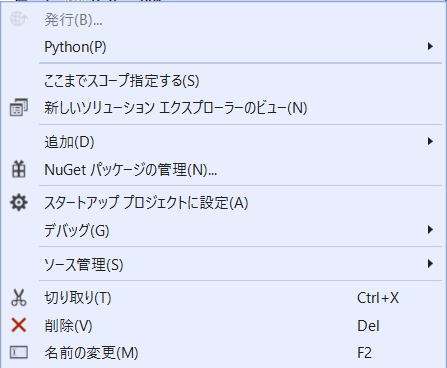 発行(B)...
Python(P)
ここまでスコープ指定する(S)
新しいソリューション エクスプローラーのビュー(N)
追加(D)
NuGet パッケージの管理(N)...
スタートアップ プロジェクトに設定(A)
デバッグ(G)
ソース管理(S)
切り取り(T) Ctrl+X
削除(V) Del
名前の変更(M) F2